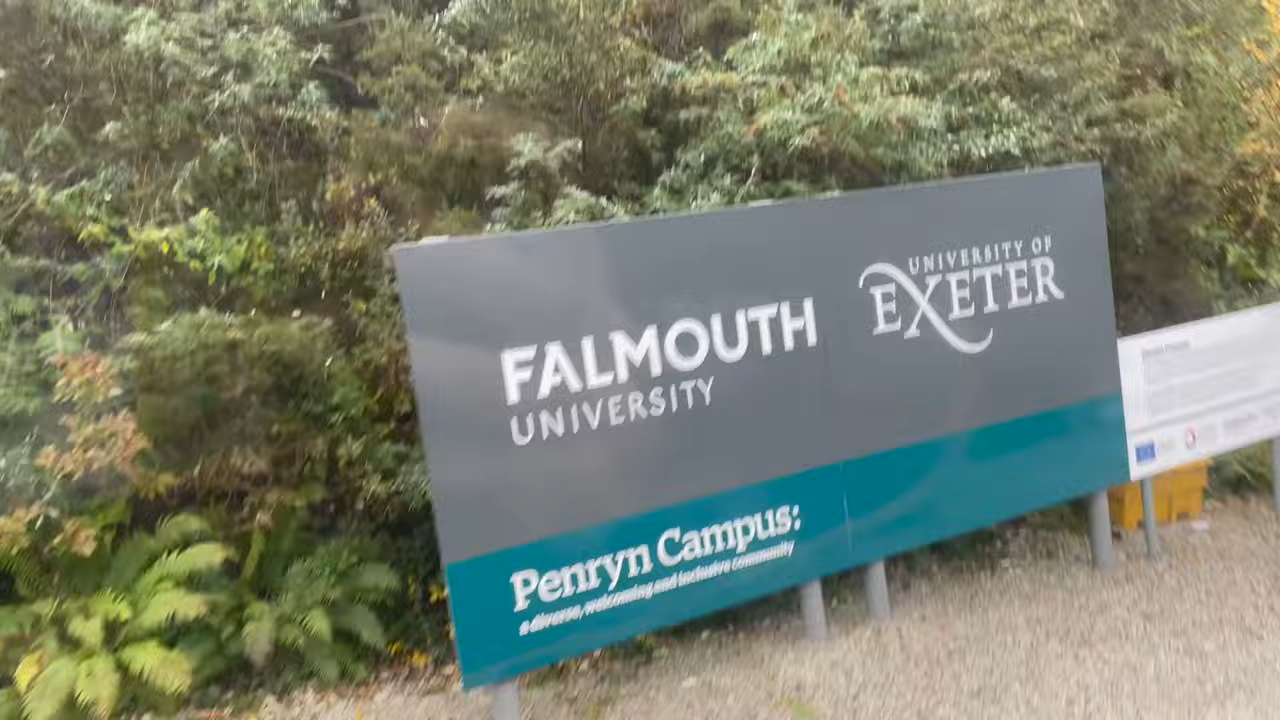 FALMOUTH
UNIVERSITY
UNIVERSITY OF
EXETER
Penryn Campus:
a diverse, welcoming and inclusive community